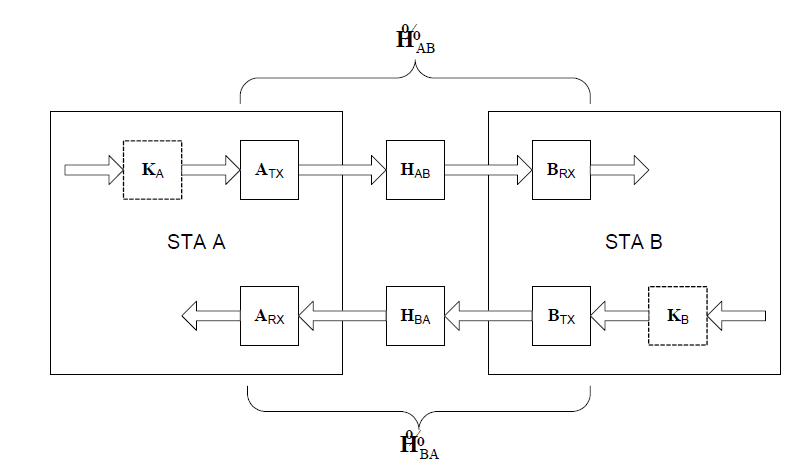 H%AB
KA ATX HAB BRX
STA A STA B
ARX HBA BTX KB
H%BA